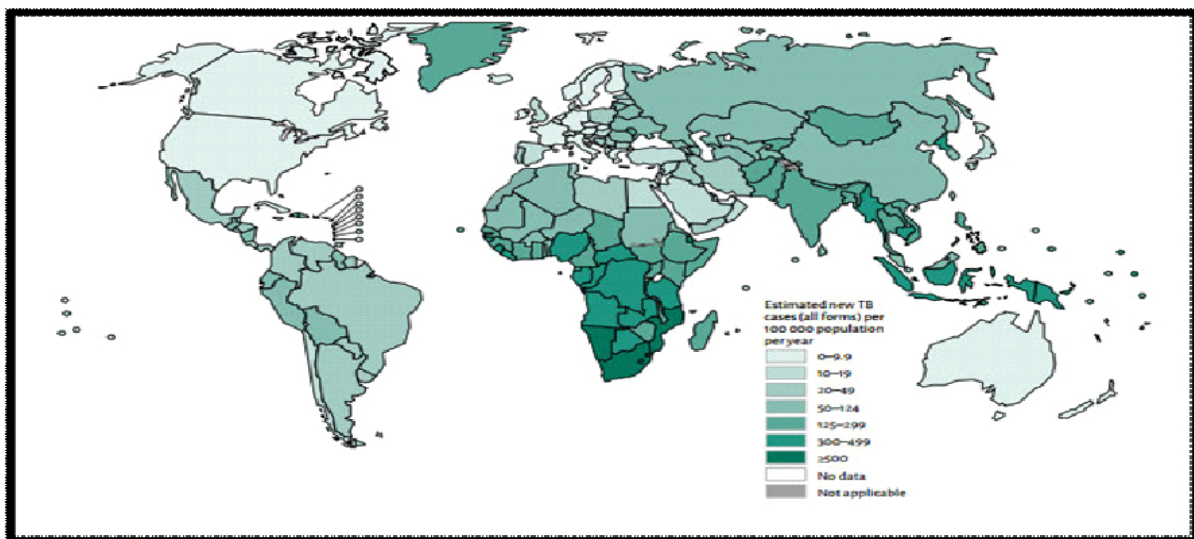 Estimated new TB
cases (all forms) per
100 000 population
per year
0–9.9
10–19
20–49
50–124
125–299
300–499
≥500
No data
Not applicable